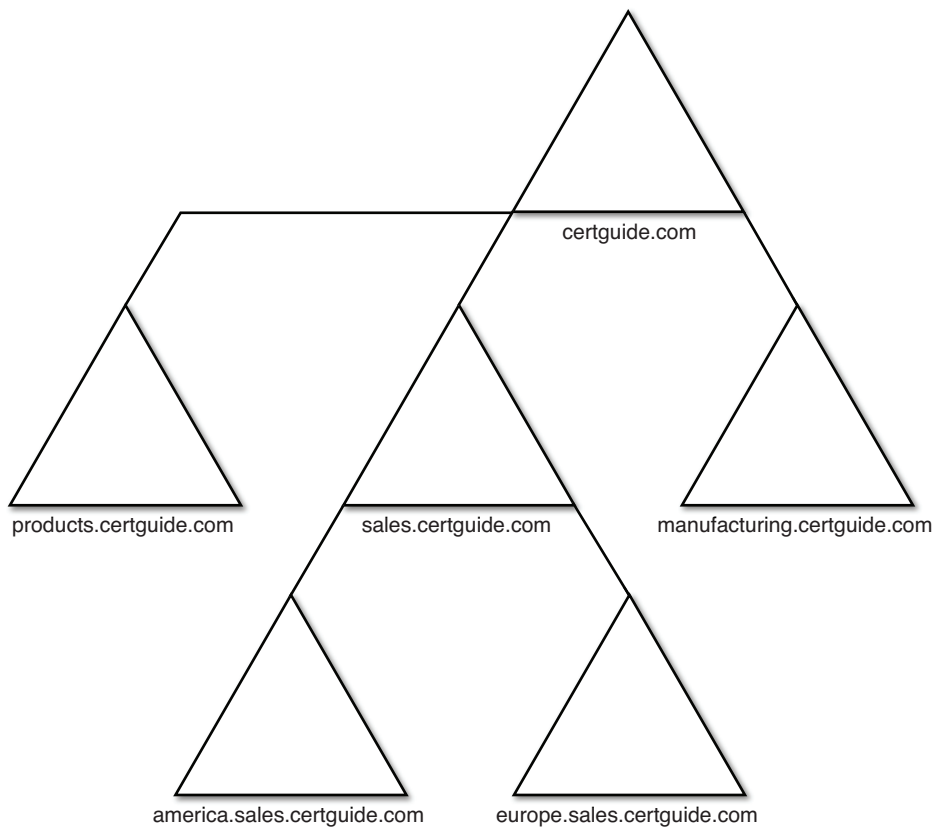 certguide.com
products.certguide.com
sales.certguide.com
manufacturing.certguide.com
america.sales.certguide.com
europe.sales.certguide.com